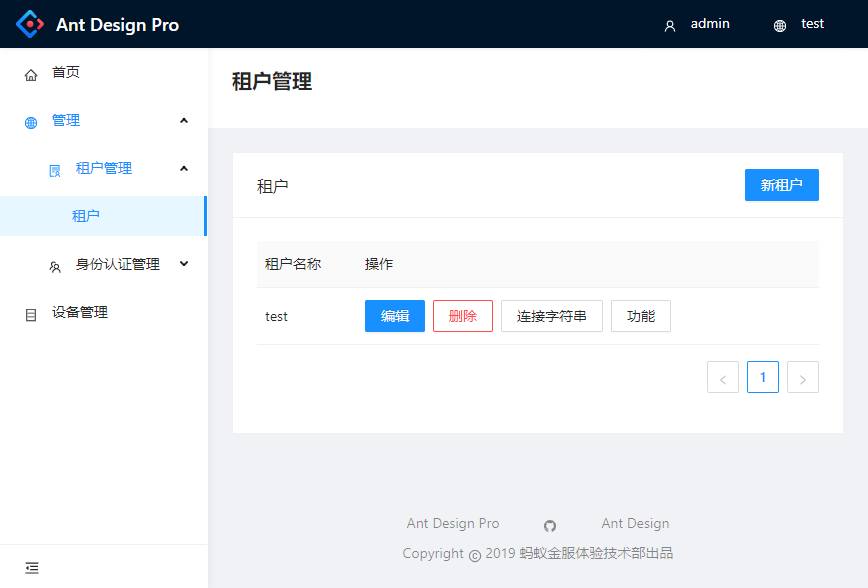 Ant Design Pro
admin
test
首页
管理
租户管理
租户
身份认证管理
设备管理
租户管理
租户
新租户
租户名称 操作
test 编辑 删除 连接字符串 功能
< 1 >
Ant Design Pro Ant Design
Copyright © 2019 蚂蚁金服体验技术部出品